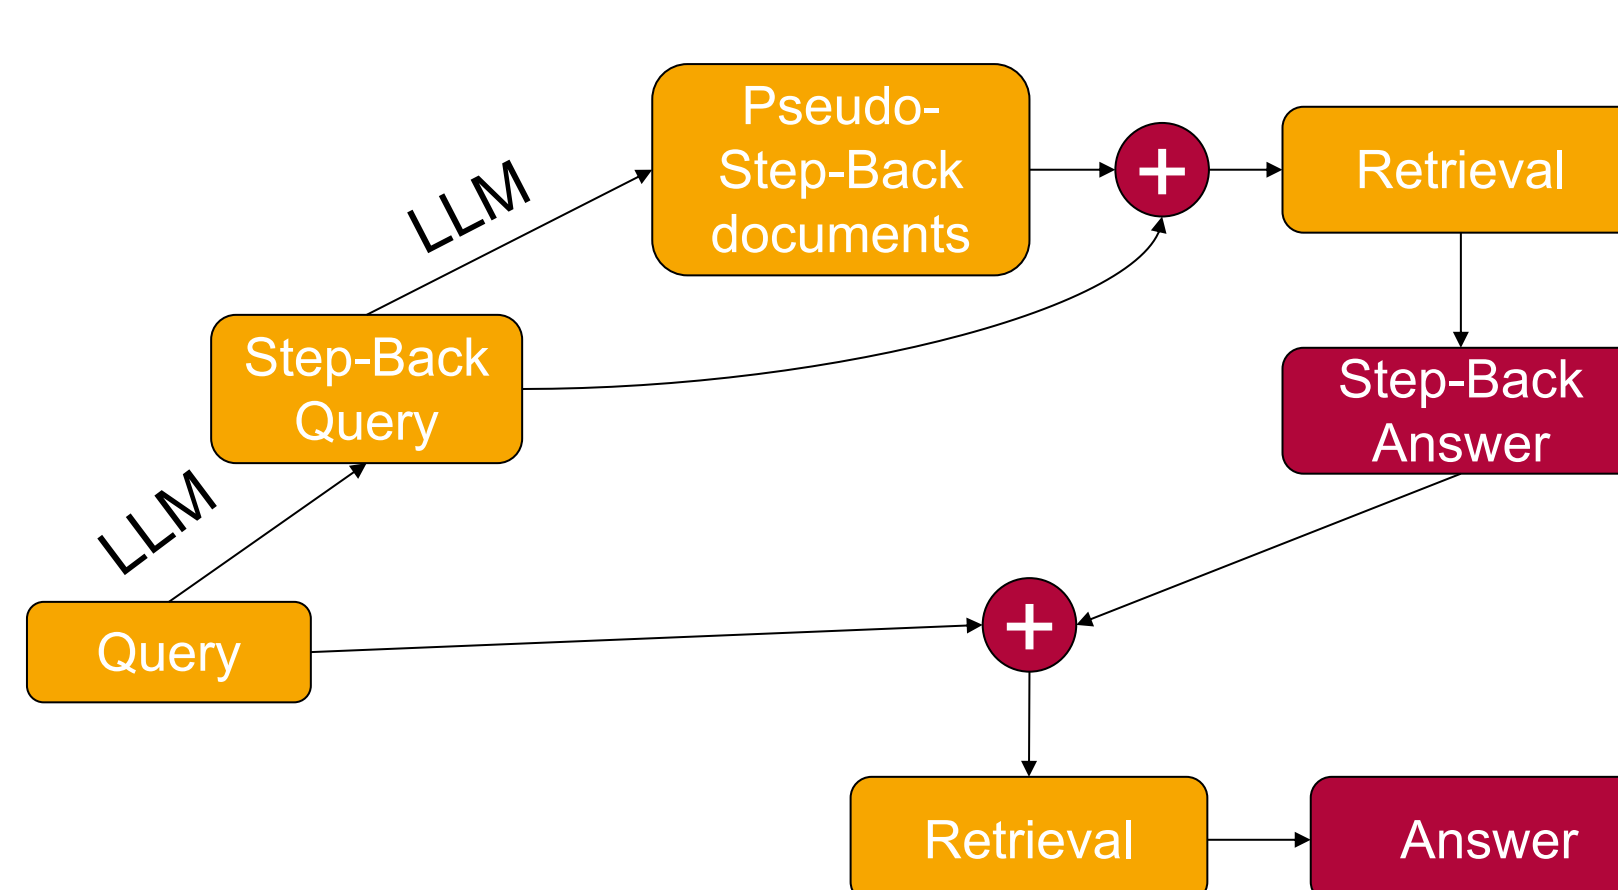 Pseudo-
Step-Back
documents
+
Retrieval
LLM
Step-Back
Query
Step-Back
Answer
LLM
Query
+
Retrieval
Answer